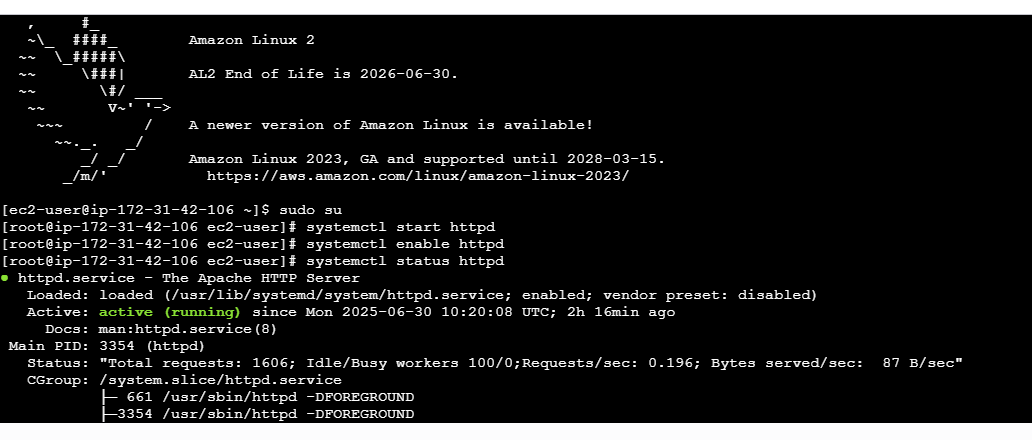 ,     #_
   ~\_  ####_        Amazon Linux 2
  ~~  \_#####\
  ~~     \###|       AL2 End of Life is 2026-06-30.
  ~~       \#/ ___
   ~~       V~' '->
    ~~~         /    A newer version of Amazon Linux is available!
      ~~._.   _/
         _/ _/       Amazon Linux 2023, GA and supported until 2028-03-15.
       _/m/'           https://aws.amazon.com/linux/amazon-linux-2023/
[ec2-user@ip-172-31-42-106 ~]$ sudo su
[root@ip-172-31-42-106 ec2-user]# systemctl start httpd
[root@ip-172-31-42-106 ec2-user]# systemctl enable httpd
[root@ip-172-31-42-106 ec2-user]# systemctl status httpd
● httpd.service - The Apache HTTP Server
   Loaded: loaded (/usr/lib/systemd/system/httpd.service; enabled; vendor preset: disabled)
   Active: active (running) since Mon 2025-06-30 10:20:08 UTC; 2h 16min ago
     Docs: man:httpd.service(8)
 Main PID: 3354 (httpd)
   Status: "Total requests: 1606; Idle/Busy workers 100/0;Requests/sec: 0.196; Bytes served/sec:  87 B/sec"
   CGroup: /system.slice/httpd.service
           ├─ 661 /usr/sbin/httpd -DFOREGROUND
           ├─3354 /usr/sbin/httpd -DFOREGROUND